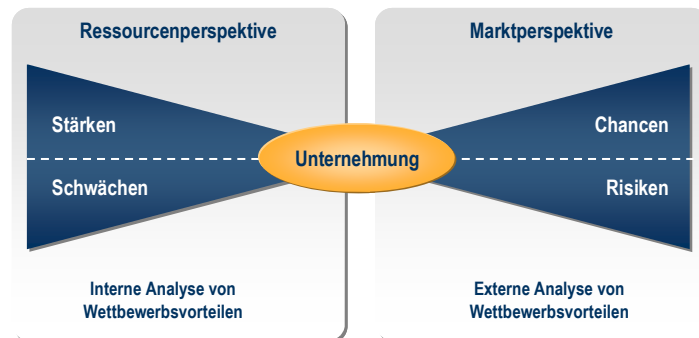 Ressourcenperspektive
Marktperspektive
Stärken
Chancen
Unternehmung
Schwächen
Risiken
Interne Analyse von
Wettbewerbsvorteilen
Externe Analyse von
Wettbewerbsvorteilen